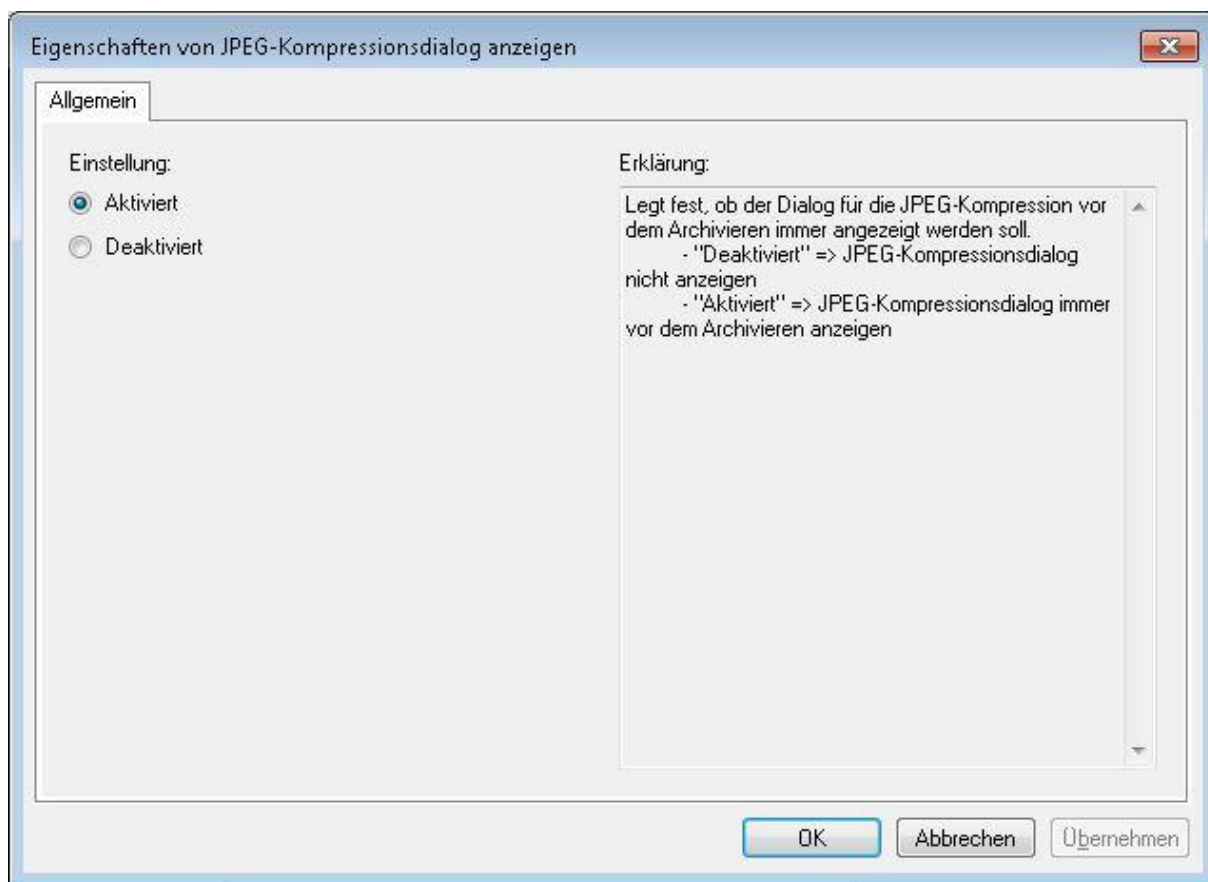 Eigenschaften von JPEG-Kompressionsdialog anzeigen
Allgemein
Einstellung:
Aktiviert
Deaktiviert
Erklärung:
Legt fest, ob der Dialog für die JPEG-Kompression vor
dem Archivieren immer angezeigt werden soll.
- "Deaktiviert" => JPEG-Kompressionsdialog
nicht anzeigen
- "Aktiviert" => JPEG-Kompressionsdialog immer
vor dem Archivieren anzeigen
OK
Abbrechen
Übernehmen